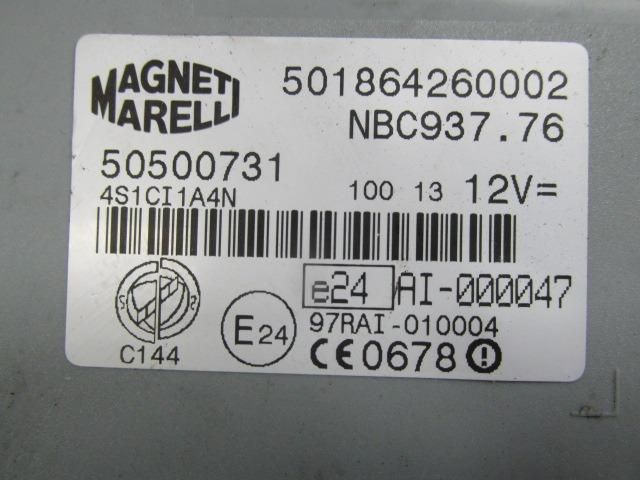 MAGNETI MARELLI
501864260002
NBC937.76
50500731
4S1CI1A4N 100 13 12V=
e24 AI-000047
E24 97RAI-010004
C144 CE0678